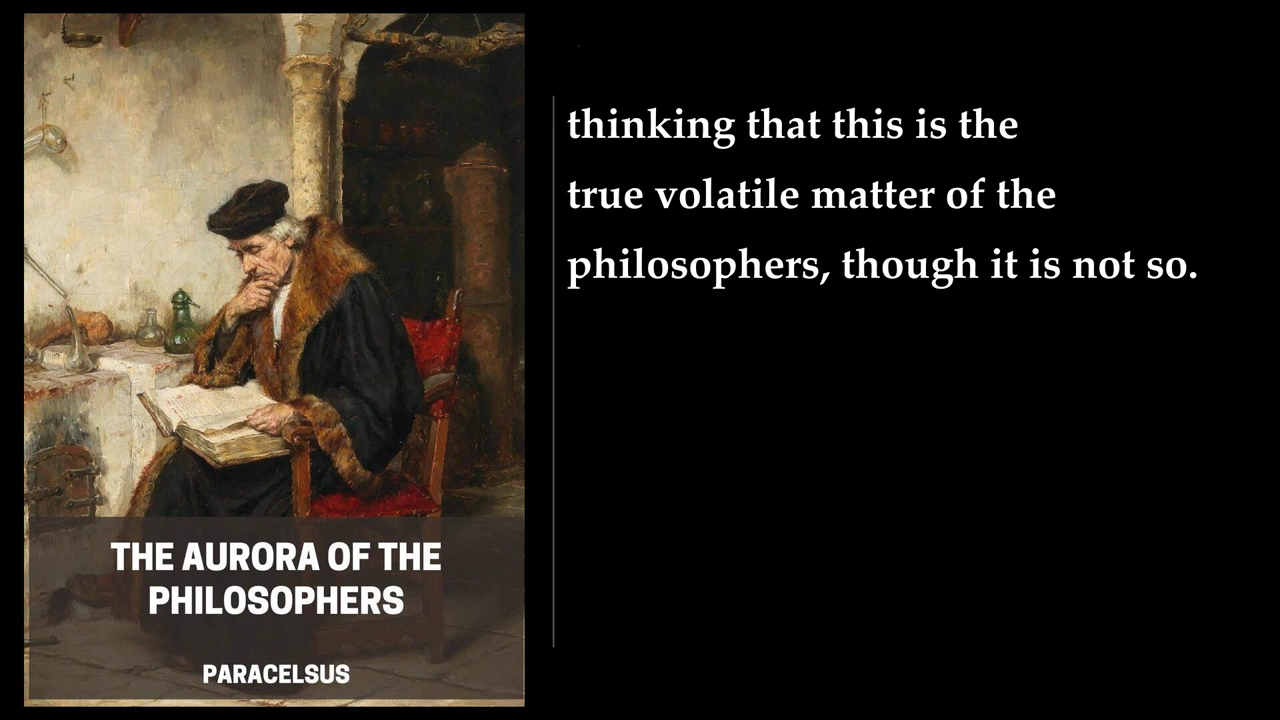 thinking that this is the
true volatile matter of the
philosophers, though it is not so.
THE AURORA OF THE
PHILOSOPHERS
PARACELSUS